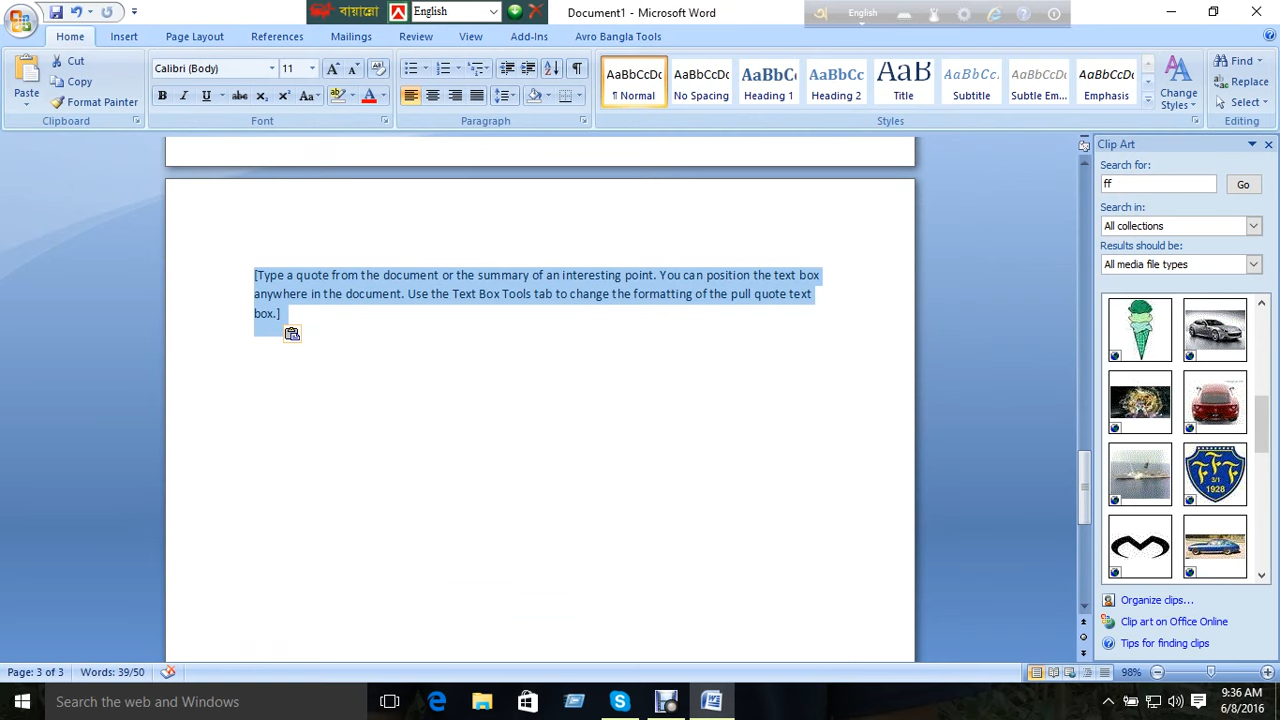 বায়ান্নো
English
Document1 - Microsoft Word
English
Home
Insert
Page Layout
References
Mailings
Review
View
Add-Ins
Avro Bangla Tools
Paste
Cut
Copy
Format Painter
Clipboard
Calibri (Body)
11
Font
Paragraph
AaBbCcDc
¶ Normal
AaBbCcDc
No Spacing
AaBbCc
Heading 1
AaBbCc
Heading 2
AaB
Title
AaBbCc.
Subtitle
AaBbCcDc
Subtle Em...
AaBbCcDc
Emphasis
Change
Styles
Styles
Find
Replace
Select
Editing
[Type a quote from the document or the summary of an interesting point. You can position the text box
anywhere in the document. Use the Text Box Tools tab to change the formatting of the pull quote text
box.]
Clip Art
Search for:
ff
Go
Search in:
All collections
Results should be:
All media file types
FFF
3/1
1928
Organize clips...
Clip art on Office Online
Tips for finding clips
Page: 3 of 3
Words: 39/50
98%
Search the web and Windows
9:36 AM
6/8/2016